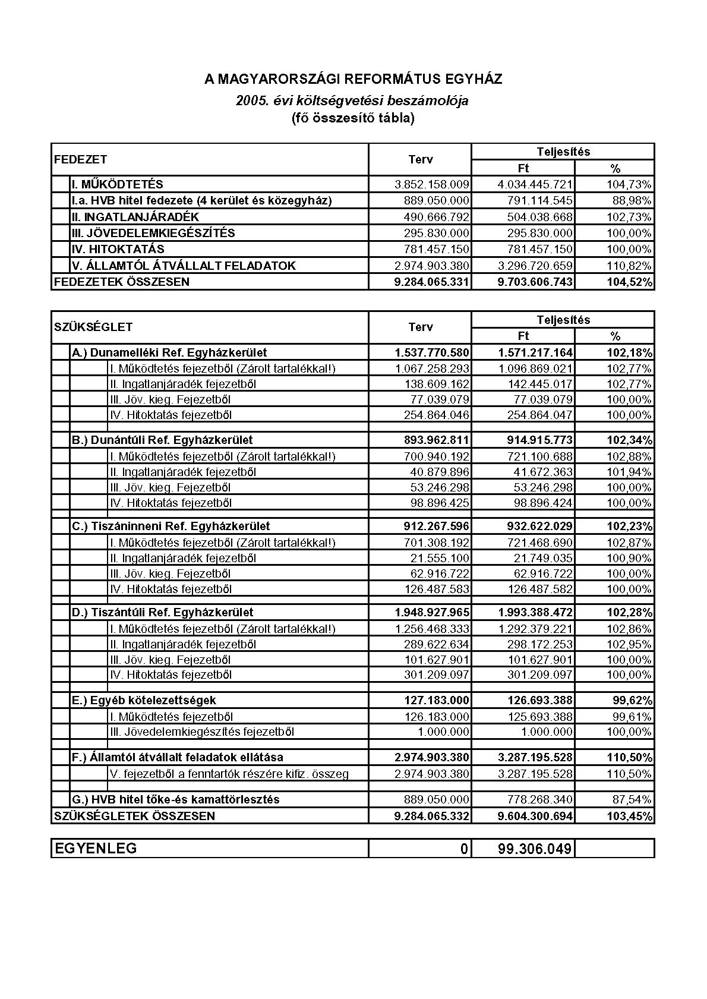 A MAGYARORSZÁGI REFORMÁTUS EGYHÁZ
2005. évi költségvetési beszámolója
(fő összesítő tábla)
FEDEZET Terv Teljesítés
Ft %
I. MŰKÖDTETÉS 3.852.158.009 4.034.445.721 104,73%
I.a. HVB hitel fedezete (4 kerület és közegyház) 889.050.000 791.114.545 88,98%
II. INGATLANJÁRADÉK 490.666.792 504.038.668 102,73%
III. JÖVEDELEMKIEGÉSZÍTÉS 295.830.000 295.830.000 100,00%
IV. HITOKTATÁS 781.457.150 781.457.150 100,00%
V. ÁLLAMTÓL ÁTVÁLLALT FELADATOK 2.974.903.380 3.296.720.659 110,82%
FEDEZETEK ÖSSZESEN 9.284.065.331 9.703.606.743 104,52%
SZÜKSÉGLET Terv Teljesítés
Ft %
A.) Dunamelléki Ref. Egyházkerület 1.537.770.580 1.571.217.164 102,18%
I. Működtetés fejezetből (Zárolt tartalékkal!) 1.067.258.293 1.096.869.021 102,77%
II. Ingatlanjáradék fejezetből 138.609.162 142.445.017 102,77%
III. Jöv. kieg. Fejezetből 77.039.079 77.039.079 100,00%
IV. Hitoktatás fejezetből 254.864.046 254.864.047 100,00%
B.) Dunántúli Ref. Egyházkerület 893.962.811 914.915.773 102,34%
I. Működtetés fejezetből (Zárolt tartalékkal!) 700.940.192 721.100.688 102,88%
II. Ingatlanjáradék fejezetből 40.879.896 41.672.363 101,94%
III. Jöv. kieg. Fejezetből 53.246.298 53.246.298 100,00%
IV. Hitoktatás fejezetből 98.896.425 98.896.424 100,00%
C.) Tiszáninneni Ref. Egyházkerület 912.267.596 932.622.029 102,23%
I. Működtetés fejezetből (Zárolt tartalékkal!) 701.308.192 721.468.690 102,87%
II. Ingatlanjáradék fejezetből 21.555.100 21.749.035 100,90%
III. Jöv. kieg. Fejezetből 62.916.722 62.916.722 100,00%
IV. Hitoktatás fejezetből 126.487.583 126.487.582 100,00%
D.) Tiszántúli Ref. Egyházkerület 1.948.927.965 1.993.388.472 102,28%
I. Működtetés fejezetből (Zárolt tartalékkal!) 1.256.468.333 1.292.379.221 102,86%
II. Ingatlanjáradék fejezetből 289.622.634 298.172.253 102,95%
III. Jöv. kieg. Fejezetből 101.627.901 101.627.901 100,00%
IV. Hitoktatás fejezetből 301.209.097 301.209.097 100,00%
E.) Egyéb kötelezettségek 127.183.000 126.693.388 99,62%
I. Működtetés fejezetből 126.183.000 125.693.388 99,61%
III. Jövedelemkiegészítés fejezetből 1.000.000 1.000.000 100,00%
F.) Államtól átvállalt feladatok ellátása 2.974.903.380 3.287.195.528 110,50%
V. fejezetből a fenntartók részére kifiz. összeg 2.974.903.380 3.287.195.528 110,50%
G.) HVB hitel tőke-és kamattörlesztés 889.050.000 778.268.340 87,54%
SZÜKSÉGLETEK ÖSSZESEN 9.284.065.332 9.604.300.694 103,45%
EGYENLEG 0 99.306.049